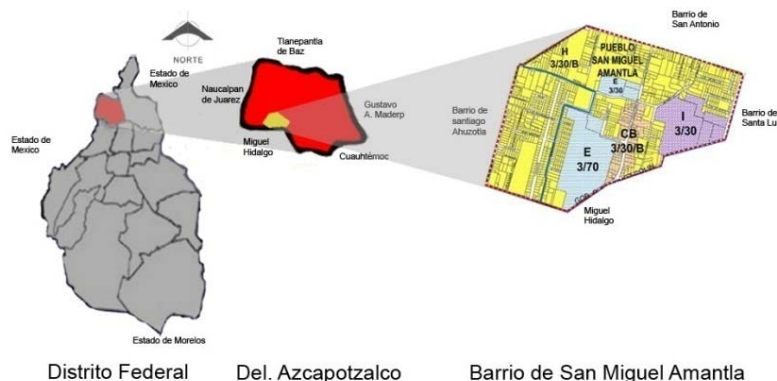 NORTE
Estado de
Mexico
Estado de
Mexico
Estado de Morelos
Distrito Federal
Tlanepantla
de Baz
Naucalpan
de Juarez
Gustavo
A. Maderp
Miguel
Hidalgo
Cuauhtémoc
Del. Azcapotzalco
Barrio de
San Antonio
H
3/30/B
PUEBLO
SAN MIGUEL
AMANTLA
E
3/30
Barrio de
santiago
Ahuzotla
I
3/30
Barrio de
Santa Lu
CB
3/30/B
E
3/70
Miguel
Hidalgo
Barrio de San Miguel Amantla